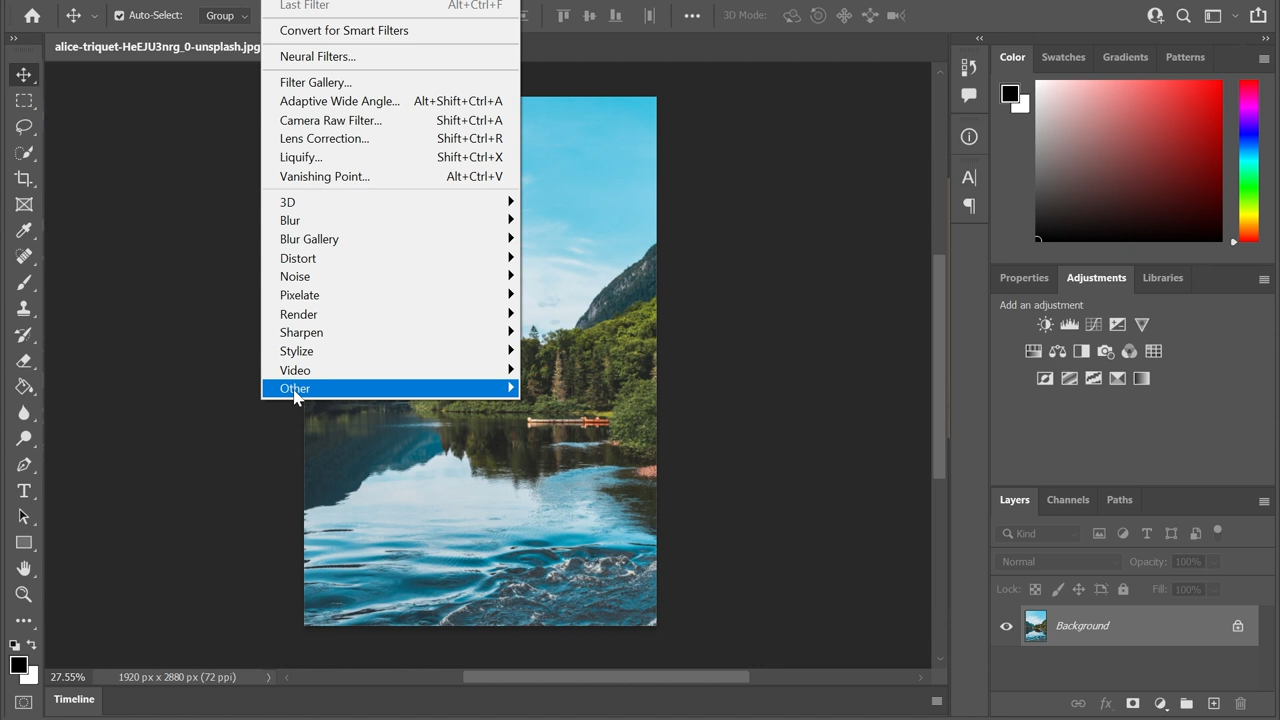 Auto-Select: Group
3D Mode:
alice-triquet-HeEJU3nrg_0-unsplash.jpg
Last Filter Alt+Ctrl+F
Convert for Smart Filters
Neural Filters...
Filter Gallery...
Adaptive Wide Angle... Alt+Shift+Ctrl+A
Camera Raw Filter... Shift+Ctrl+A
Lens Correction... Shift+Ctrl+R
Liquify... Shift+Ctrl+X
Vanishing Point... Alt+Ctrl+V
3D
Blur
Blur Gallery
Distort
Noise
Pixelate
Render
Sharpen
Stylize
Video
Other
27.55% 1920 px x 2880 px (72 ppi)
Timeline
Color Swatches Gradients Patterns
Properties Adjustments Libraries
Add an adjustment
Layers Channels Paths
Kind
Normal Opacity: 100%
Lock: Fill: 100%
Background